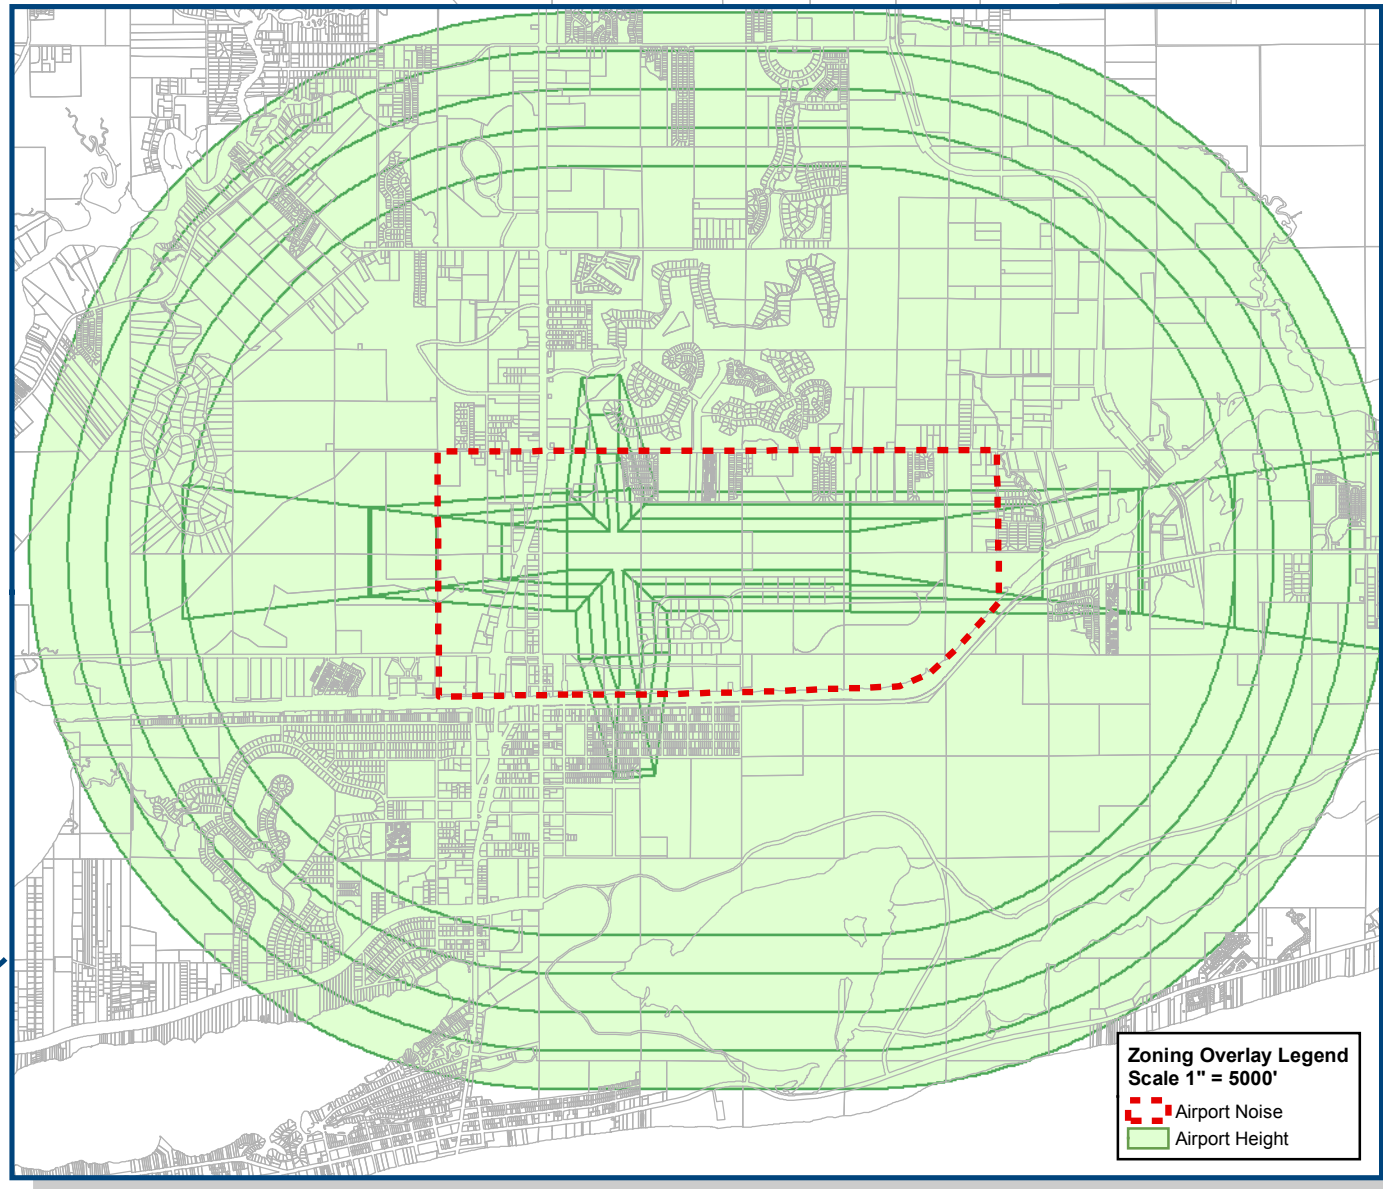 Zoning Overlay Legend
Scale 1" = 5000'
Airport Noise
Airport Height